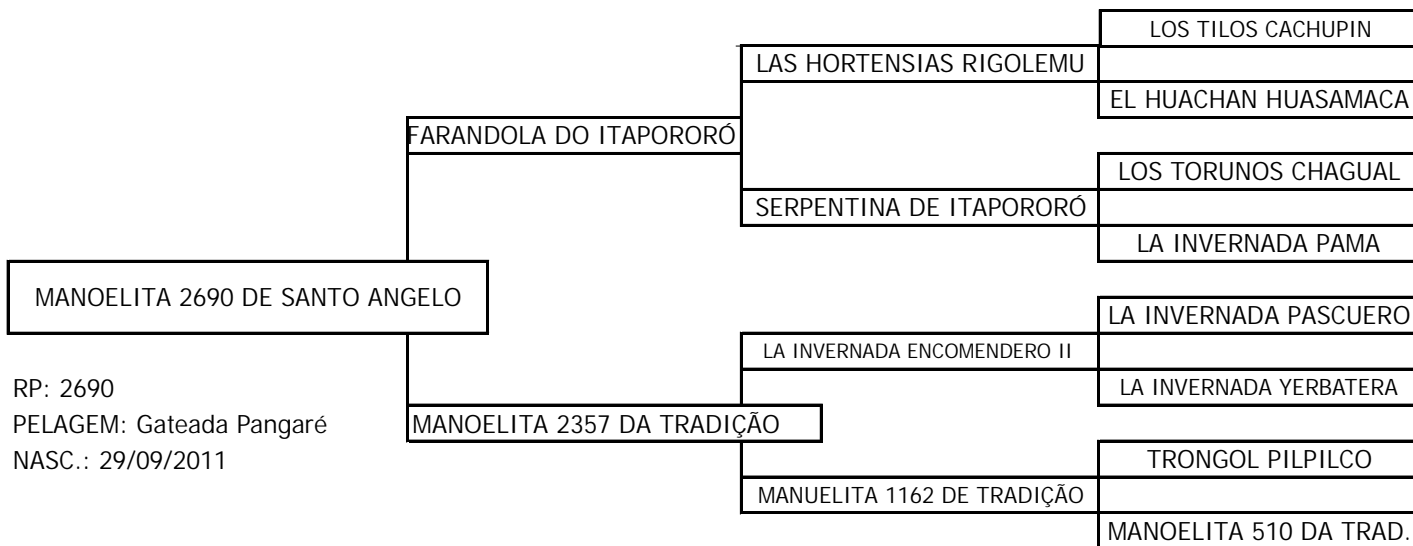 LOS TILOS CACHUPIN
LAS HORTENSIAS RIGOLEMU
EL HUACHAN HUASAMACA
FARANDOLA DO ITAPORORÓ
LOS TORUNOS CHAGUAL
SERPENTINA DE ITAPORORÓ
LA INVERNADA PAMA
MANOELITA 2690 DE SANTO ANGELO
LA INVERNADA PASCUERO
LA INVERNADA ENCOMENDERO II
LA INVERNADA YERBATERA
RP: 2690
PELAGEM: Gateada Pangaré
NASC.: 29/09/2011
MANOELITA 2357 DA TRADIÇÃO
TRONGOL PILPILCO
MANUELITA 1162 DE TRADIÇÃO
MANOELITA 510 DA TRAD.